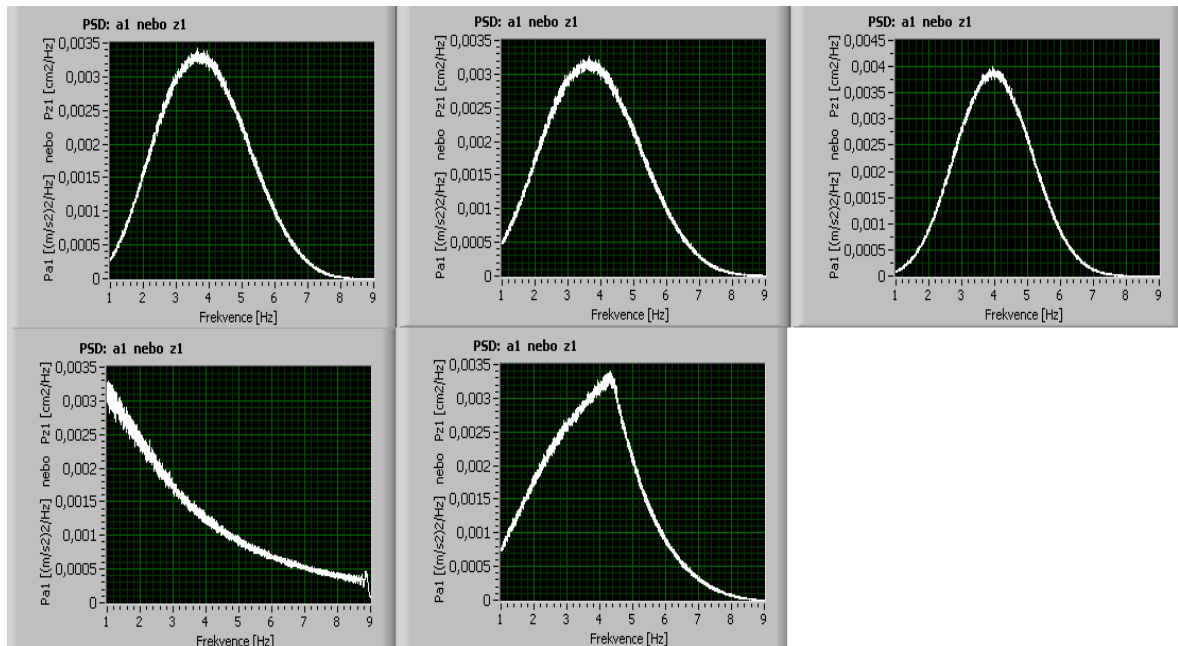 PSD: a1 nebo z1
Pa1 [(m/s2)2/Hz] nebo Pz1 [cm2/Hz]
0,0035
0,003
0,0025
0,002
0,0015
0,001
0,0005
0
1 2 3 4 5 6 7 8 9
Frekvence [Hz]
PSD: a1 nebo z1
Pa1 [(m/s2)2/Hz] nebo Pz1 [cm2/Hz]
0,0035
0,003
0,0025
0,002
0,0015
0,001
0,0005
0
1 2 3 4 5 6 7 8 9
Frekvence [Hz]
PSD: a1 nebo z1
Pa1 [(m/s2)2/Hz] nebo Pz1 [cm2/Hz]
0,0045
0,004
0,0035
0,003
0,0025
0,002
0,0015
0,001
0,0005
0
1 2 3 4 5 6 7 8 9
Frekvence [Hz]
PSD: a1 nebo z1
Pa1 [(m/s2)2/Hz] nebo Pz1 [cm2/Hz]
0,0035
0,003
0,0025
0,002
0,0015
0,001
0,0005
0
1 2 3 4 5 6 7 8 9
Frekvence [Hz]
PSD: a1 nebo z1
Pa1 [(m/s2)2/Hz] nebo Pz1 [cm2/Hz]
0,0035
0,003
0,0025
0,002
0,0015
0,001
0,0005
0
1 2 3 4 5 6 7 8 9
Frekvence [Hz]